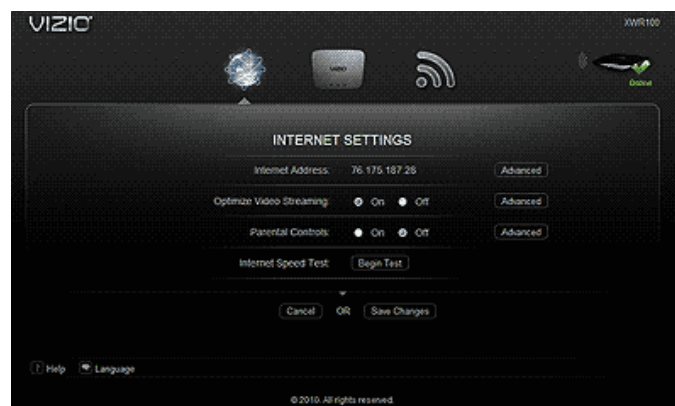 VIZIO
XWR100
VIZIO
Online
INTERNET SETTINGS
Internet Address: 76.175.187.28 Advanced
Optimize Video Streaming: On Off Advanced
Parental Controls: On Off Advanced
Internet Speed Test: Begin Test
Cancel OR Save Changes
? Help Language
© 2010. All rights reserved.